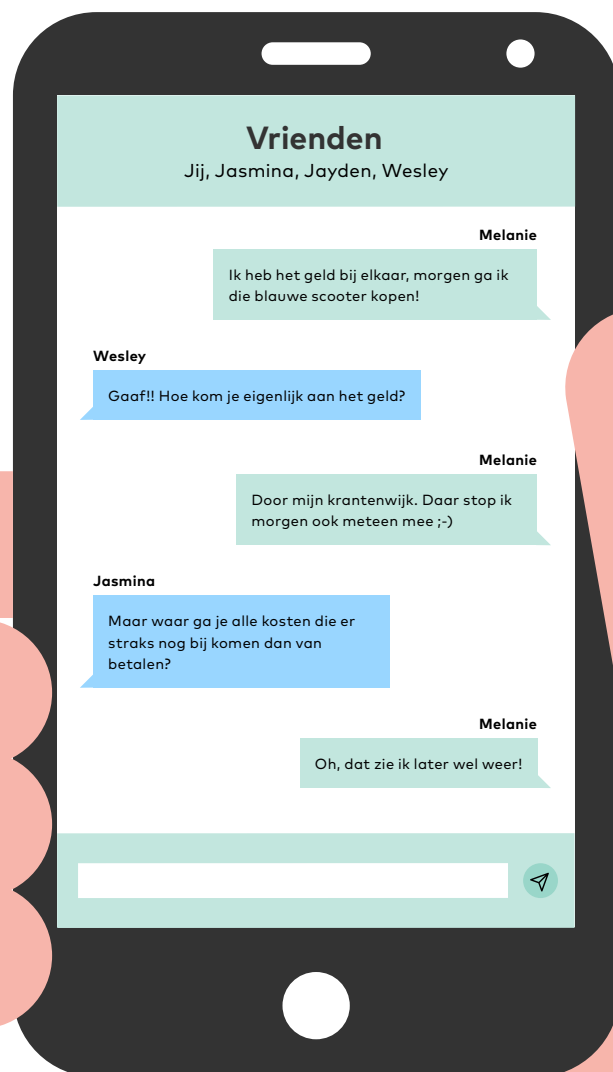 Vrienden
Jij, Jasmina, Jayden, Wesley
Melanie
Ik heb het geld bij elkaar, morgen ga ik
die blauwe scooter kopen!
Wesley
Gaaf!! Hoe kom je eigenlijk aan het geld?
Melanie
Door mijn krantenwijk. Daar stop ik
morgen ook meteen mee ;-)
Jasmina
Maar waar ga je alle kosten die er
straks nog bij komen dan van
betalen?
Melanie
Oh, dat zie ik later wel weer!